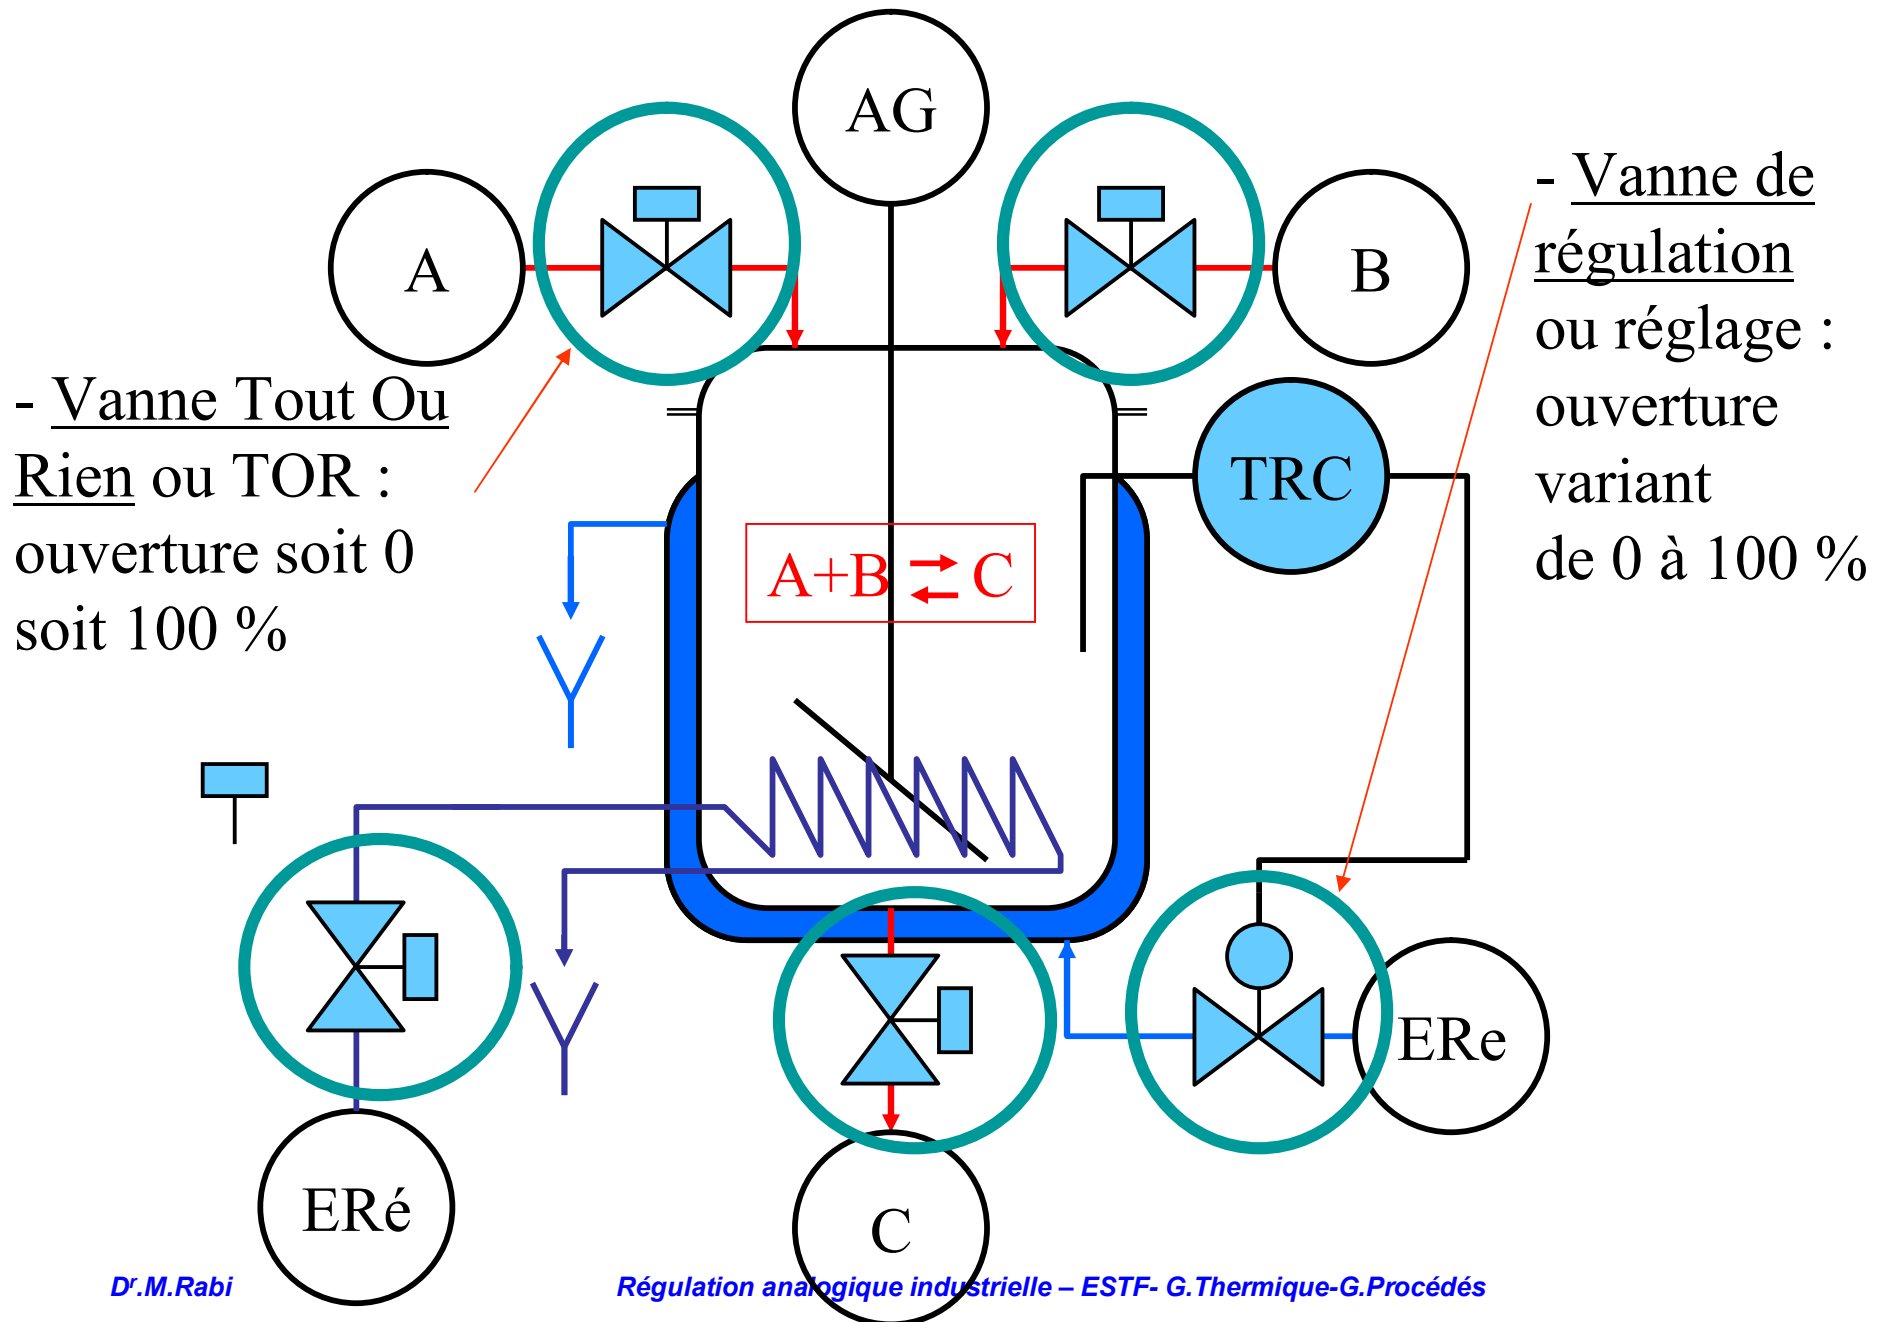 AG
A
B
- Vanne Tout Ou
Rien ou TOR :
ouverture soit 0
soit 100 %
- Vanne de
régulation
ou réglage :
ouverture
variant
de 0 à 100 %
TRC
A+B ⇄ C
ERe
ERé
C
Dr.M.Rabi
Régulation analogique industrielle – ESTF- G.Thermique-G.Procédés